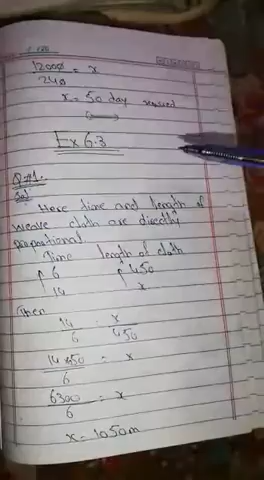 12000/240 = x
x = 50 day required
Ex 6.3
Q#1.
Sol:
Here time and length of
weave cloth are directly
proportional.
Time length of cloth
↑ 6 ↑ 450
14 x
Then
14/6 = x/450
14 x 450/6 = x
6300/6 = x
x = 1050m